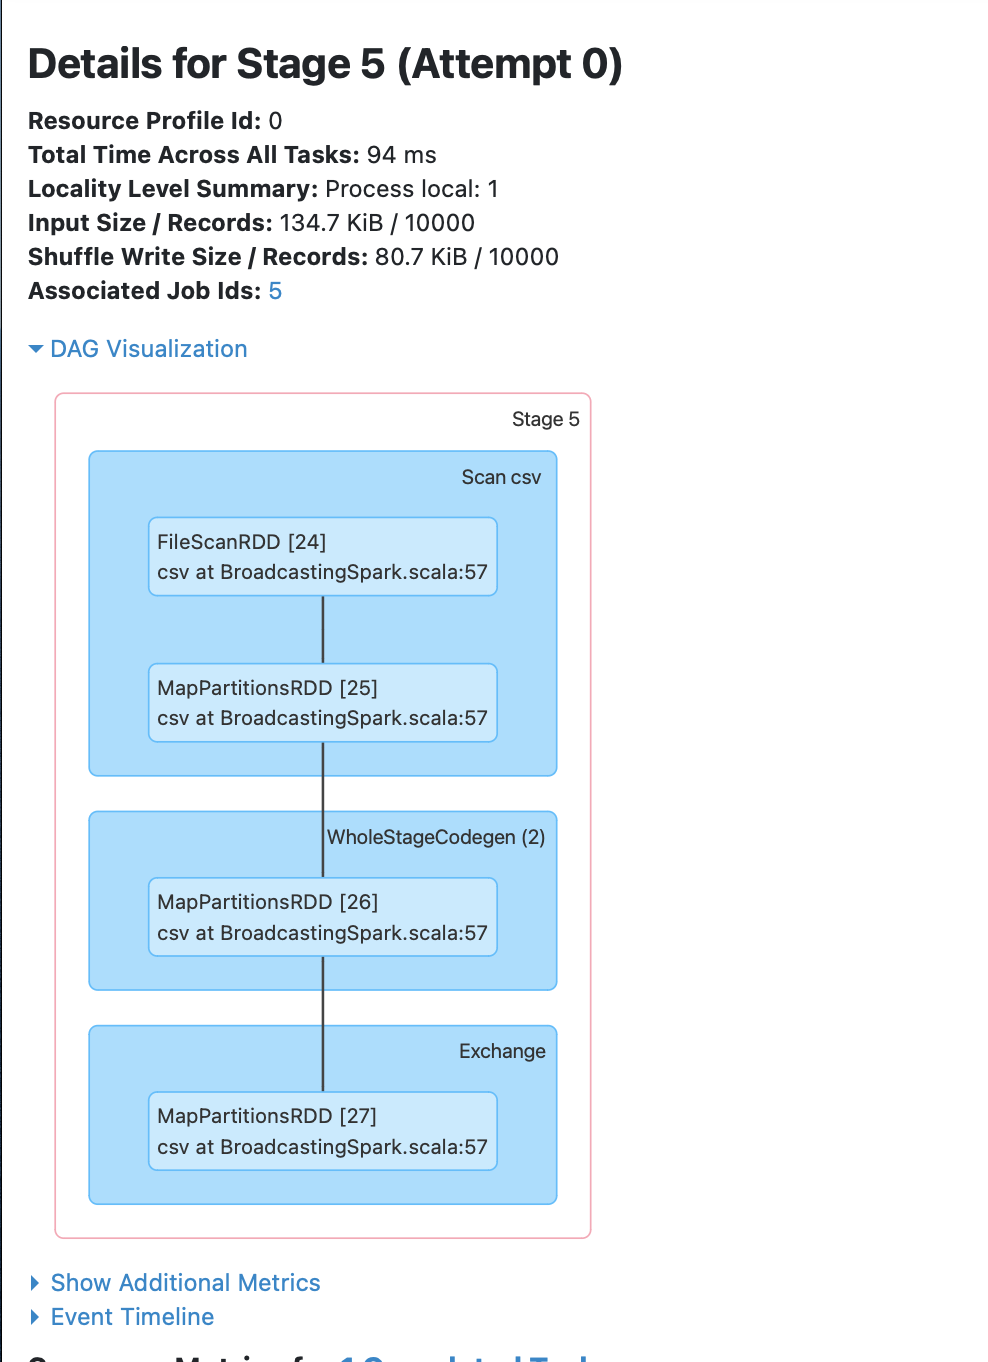 Details for Stage 5 (Attempt 0)
Resource Profile Id: 0
Total Time Across All Tasks: 94 ms
Locality Level Summary: Process local: 1
Input Size / Records: 134.7 KiB / 10000
Shuffle Write Size / Records: 80.7 KiB / 10000
Associated Job Ids: 5
DAG Visualization
Stage 5
Scan csv
FileScanRDD [24]
csv at BroadcastingSpark.scala:57
MapPartitionsRDD [25]
csv at BroadcastingSpark.scala:57
WholeStageCodegen (2)
MapPartitionsRDD [26]
csv at BroadcastingSpark.scala:57
Exchange
MapPartitionsRDD [27]
csv at BroadcastingSpark.scala:57
Show Additional Metrics
Event Timeline